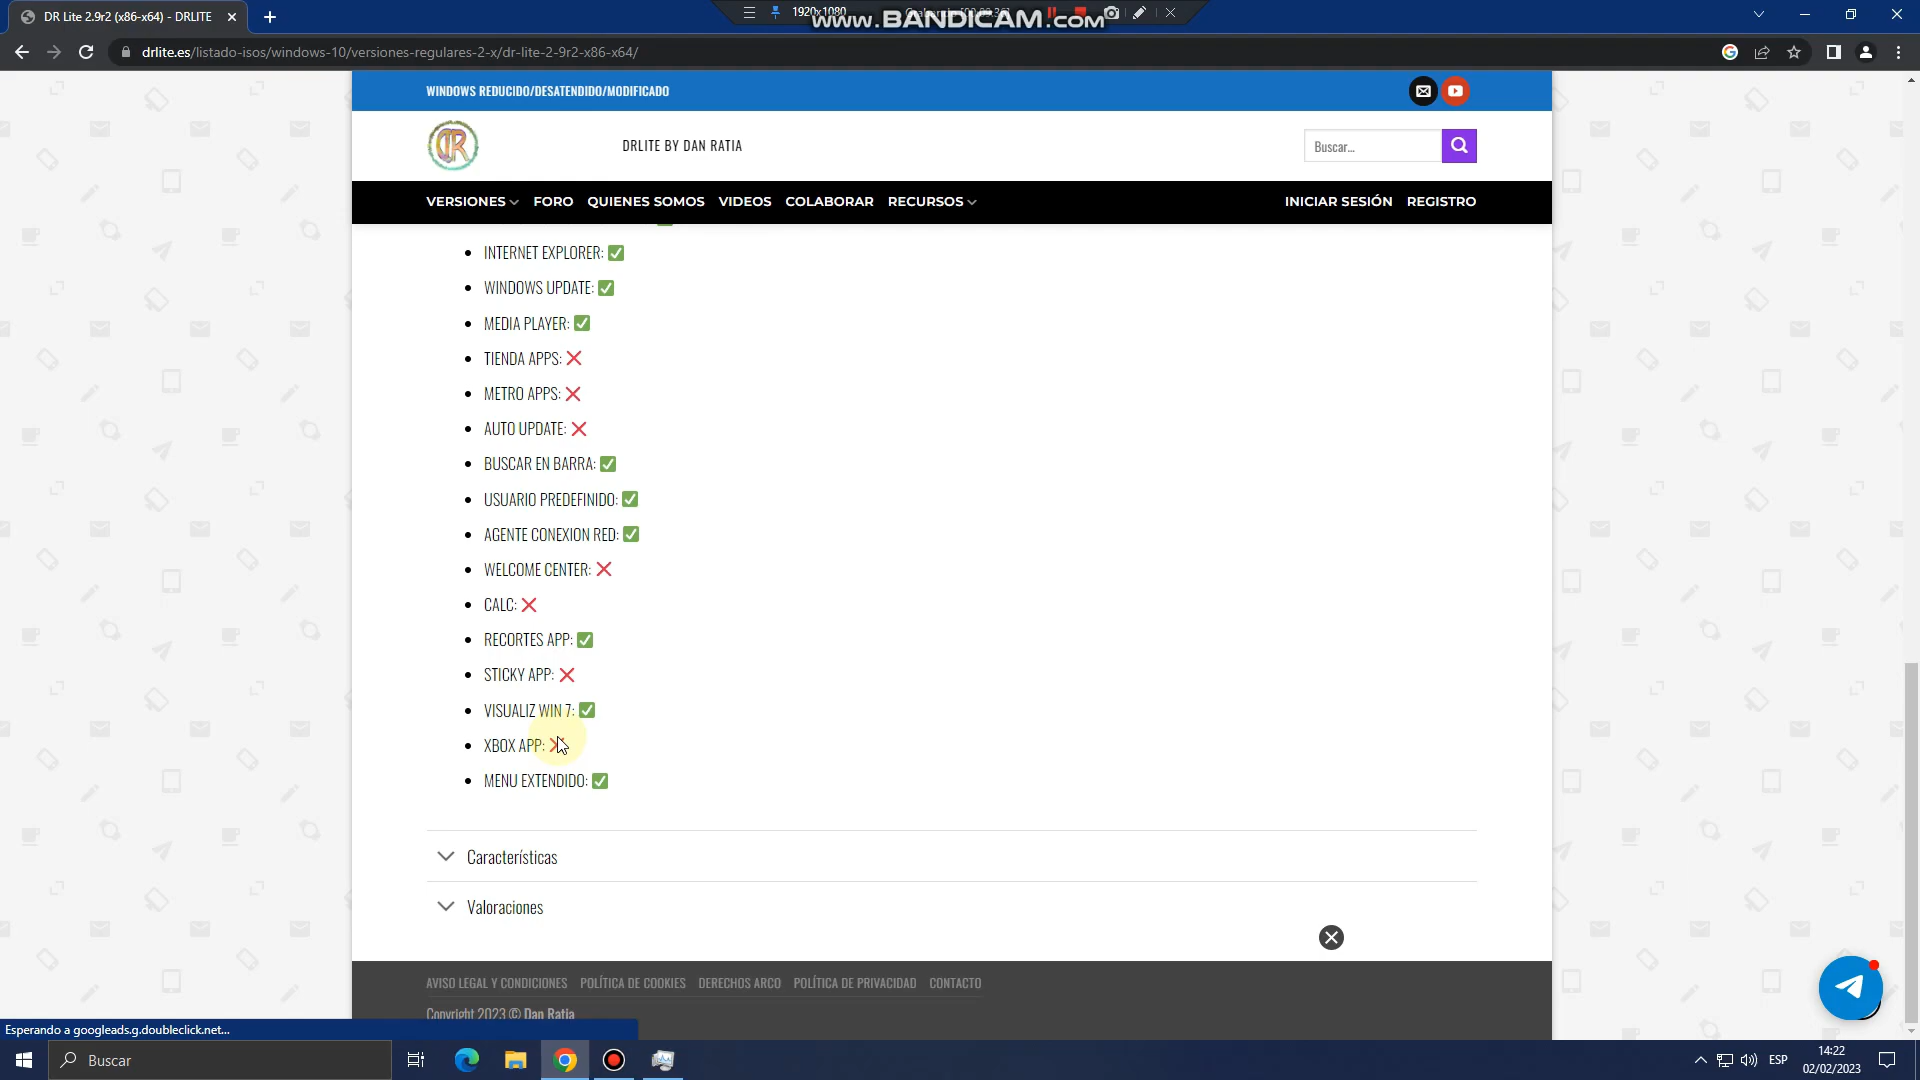 DR Lite 2.9r2 (x86-x64) - DRLITE
1920x1080
www.BANDICAM.com
drlite.es/listado-isos/windows-10/versiones-regulares-2-x/dr-lite-2-9r2-x86-x64/
WINDOWS REDUCIDO/DESATENDIDO/MODIFICADO
DRLITE BY DAN RATIA
Buscar...
VERSIONES FORO QUIENES SOMOS VIDEOS COLABORAR RECURSOS INICIAR SESIÓN REGISTRO
INTERNET EXPLORER: ✅
WINDOWS UPDATE: ✅
MEDIA PLAYER: ✅
TIENDA APPS: ❌
METRO APPS: ❌
AUTO UPDATE: ❌
BUSCAR EN BARRA: ✅
USUARIO PREDEFINIDO: ✅
AGENTE CONEXION RED: ✅
WELCOME CENTER: ❌
CALC: ❌
RECORTES APP: ✅
STICKY APP: ❌
VISUALIZ WIN 7: ✅
XBOX APP: ❌
MENU EXTENDIDO: ✅
Características
Valoraciones
AVISO LEGAL Y CONDICIONES POLÍTICA DE COOKIES DERECHOS ARCO POLÍTICA DE PRIVACIDAD CONTACTO
Copyright 2023 © Dan Ratia
Esperando a googleads.g.doubleclick.net...
Buscar
ESP
14:22
02/02/2023